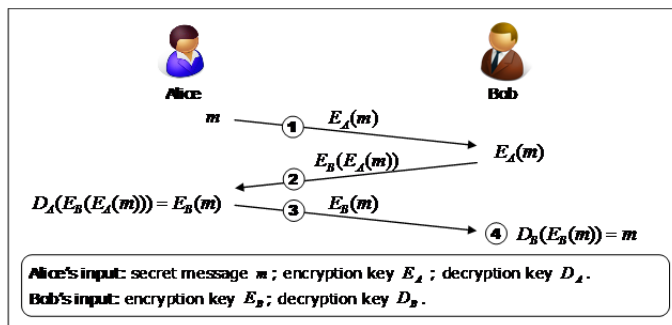 Alice
Bob
m
1
E_A(m)
E_A(m)
E_B(E_A(m))
2
D_A(E_B(E_A(m))) = E_B(m)
3
E_B(m)
4
D_B(E_B(m)) = m
Alice's input: secret message m ; encryption key E_A ; decryption key D_A .
Bob's input: encryption key E_B ; decryption key D_B .